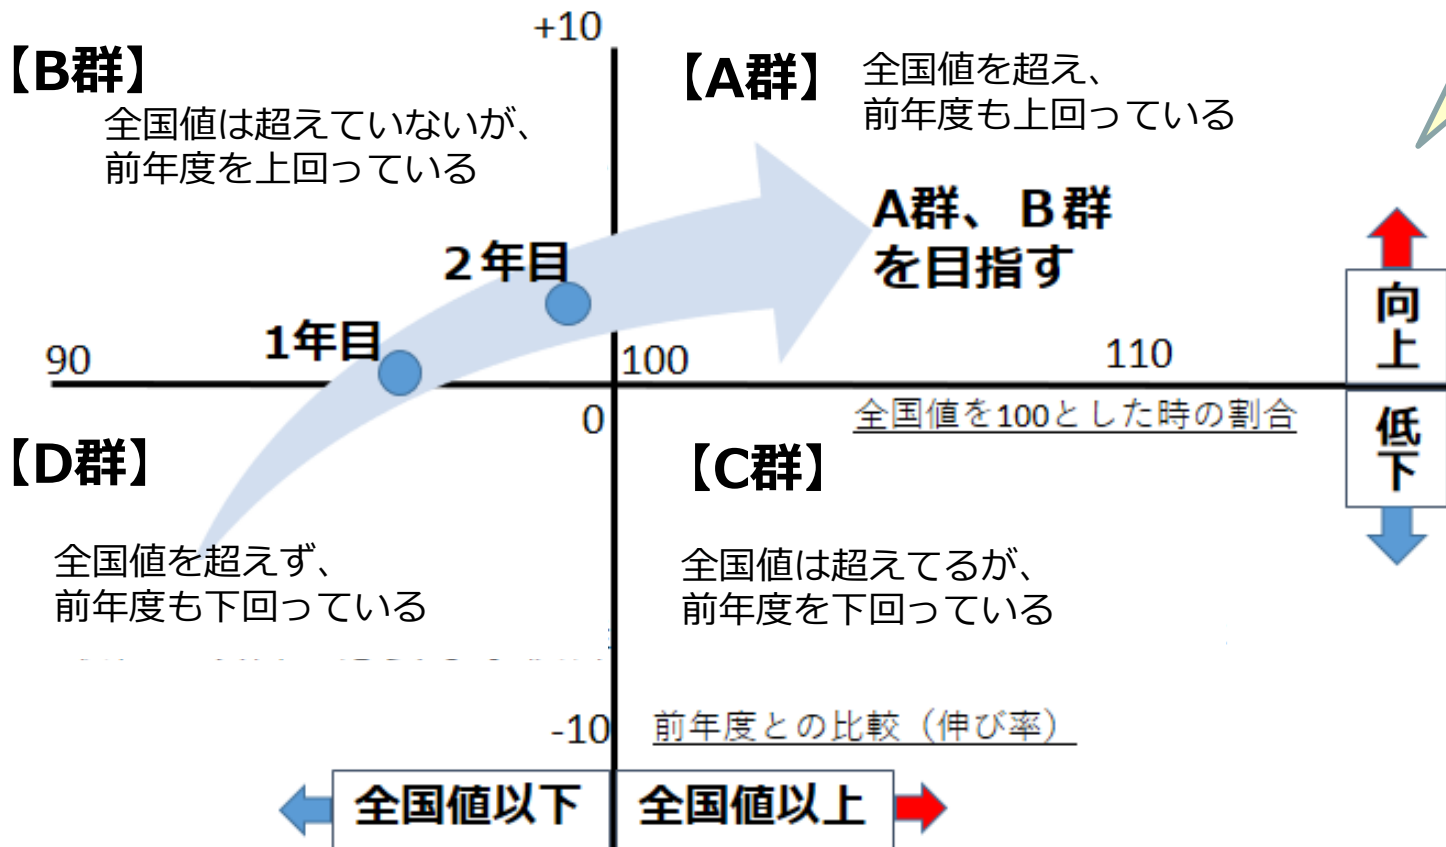 +10
【B群】
全国値は超えていないが、
前年度を上回っている
【A群】
全国値を超え、
前年度も上回っている
A群、B群
を目指す
2年目
1年目
90
100
110
0
全国値を100とした時の割合
向上
低下
【D群】
全国値を超えず、
前年度も下回っている
【C群】
全国値は超えてるが、
前年度を下回っている
-10
前年度との比較（伸び率）
全国値以下
全国値以上